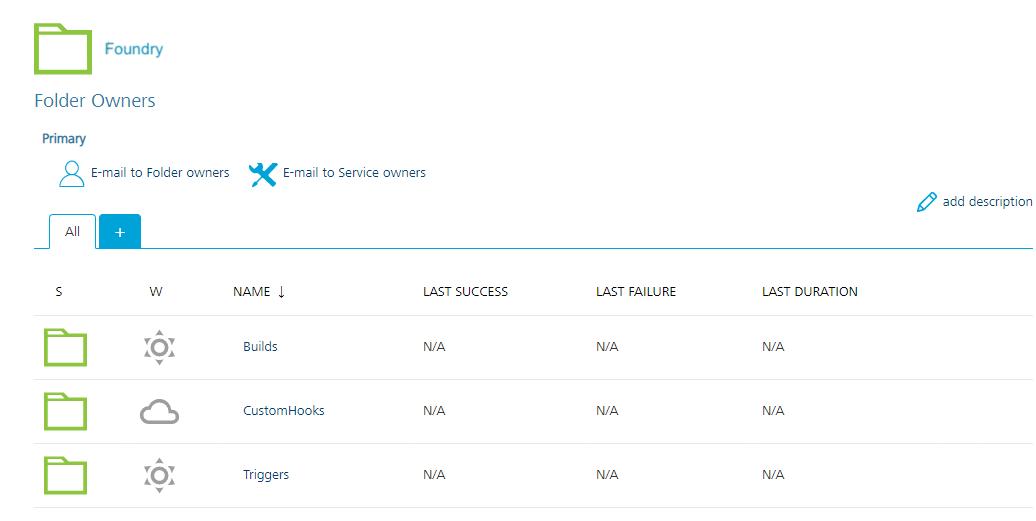 Foundry
Folder Owners
Primary
E-mail to Folder owners E-mail to Service owners
add description
All +
S W NAME ↓ LAST SUCCESS LAST FAILURE LAST DURATION
Builds N/A N/A N/A
CustomHooks N/A N/A N/A
Triggers N/A N/A N/A